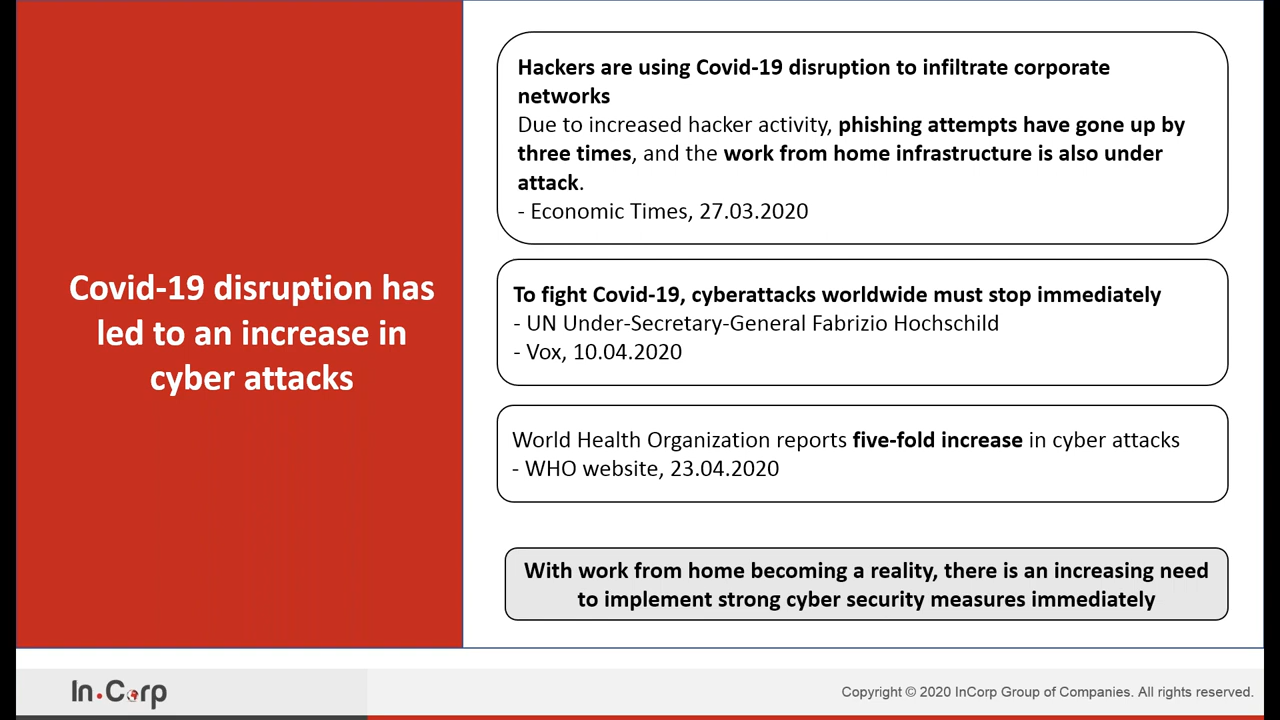 Covid-19 disruption has
led to an increase in
cyber attacks
Hackers are using Covid-19 disruption to infiltrate corporate
networks
Due to increased hacker activity, phishing attempts have gone up by
three times, and the work from home infrastructure is also under
attack.
- Economic Times, 27.03.2020
To fight Covid-19, cyberattacks worldwide must stop immediately
- UN Under-Secretary-General Fabrizio Hochschild
- Vox, 10.04.2020
World Health Organization reports five-fold increase in cyber attacks
- WHO website, 23.04.2020
With work from home becoming a reality, there is an increasing need
to implement strong cyber security measures immediately
In.Corp
Copyright © 2020 InCorp Group of Companies. All rights reserved.